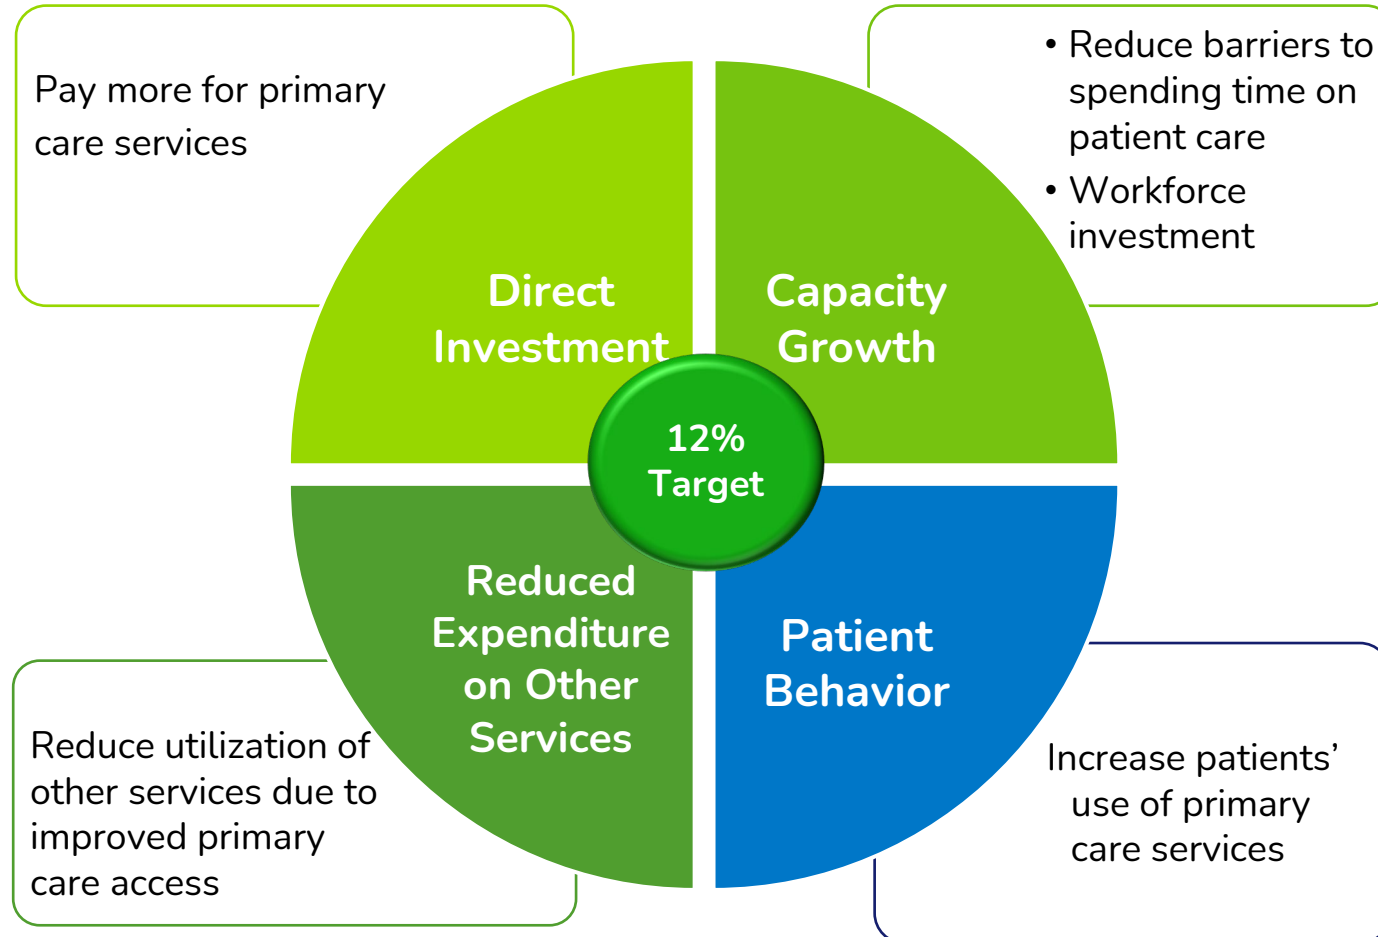 Pay more for primary
care services
• Reduce barriers to
spending time on
patient care
• Workforce
investment
Direct
Investment
Capacity
Growth
12%
Target
Reduced
Expenditure
on Other
Services
Patient
Behavior
Reduce utilization of
other services due to
improved primary
care access
Increase patients’
use of primary
care services